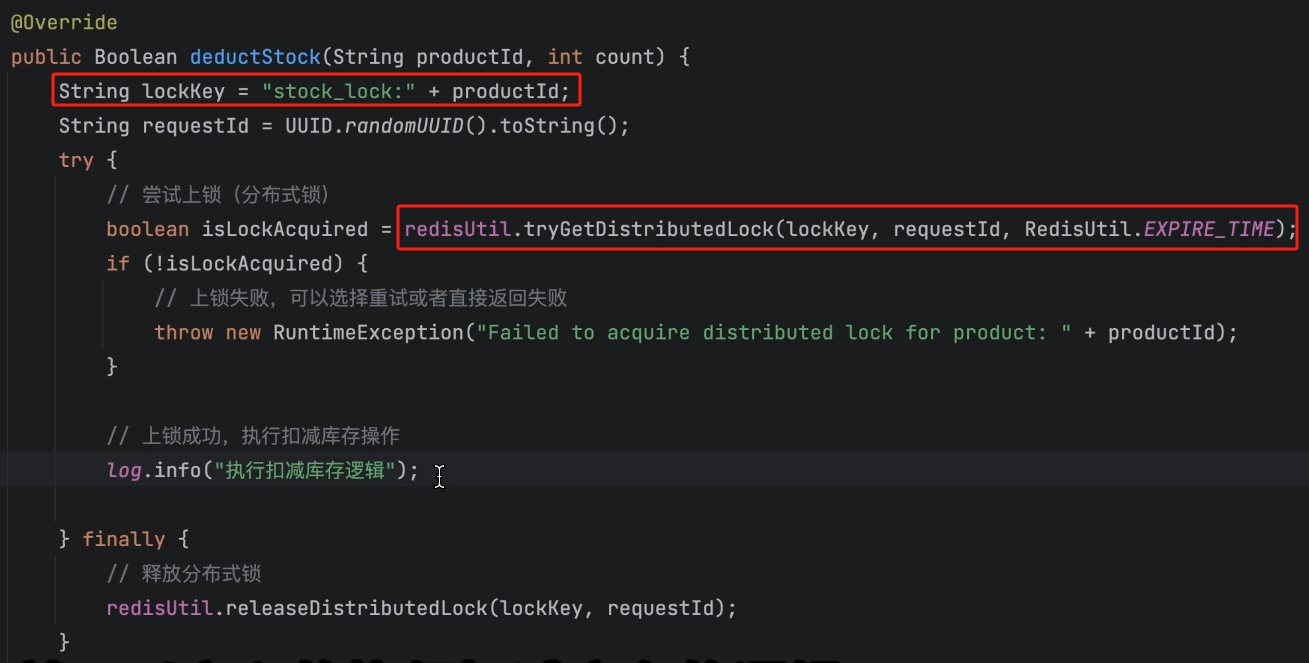 @Override
public Boolean deductStock(String productId, int count) {
String lockKey = "stock_lock:" + productId;
String requestId = UUID.randomUUID().toString();
try {
// 尝试上锁（分布式锁）
boolean isLockAcquired = redisUtil.tryGetDistributedLock(lockKey, requestId, RedisUtil.EXPIRE_TIME);
if (!isLockAcquired) {
// 上锁失败，可以选择重试或者直接返回失败
throw new RuntimeException("Failed to acquire distributed lock for product: " + productId);
}
// 上锁成功，执行扣减库存操作
log.info("执行扣减库存逻辑");
} finally {
// 释放分布式锁
redisUtil.releaseDistributedLock(lockKey, requestId);
}